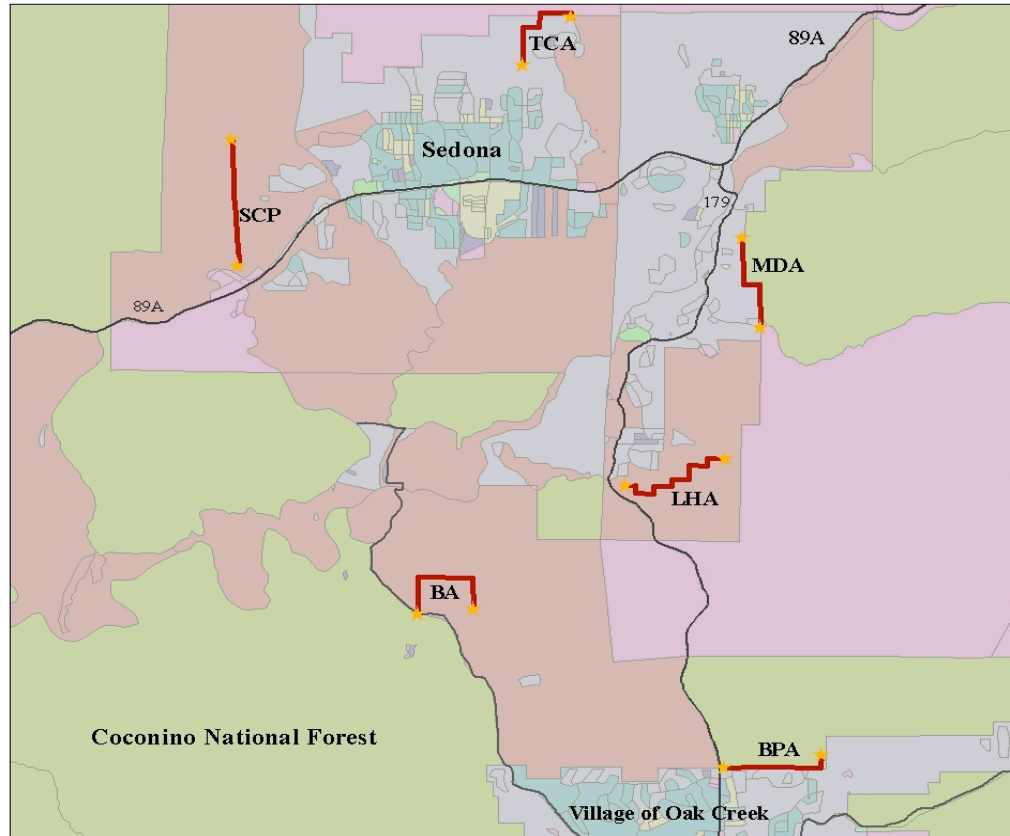 TCA
89A
Sedona
179
SCP
MDA
89A
LHA
BA
Coconino National Forest
BPA
Village of Oak Creek